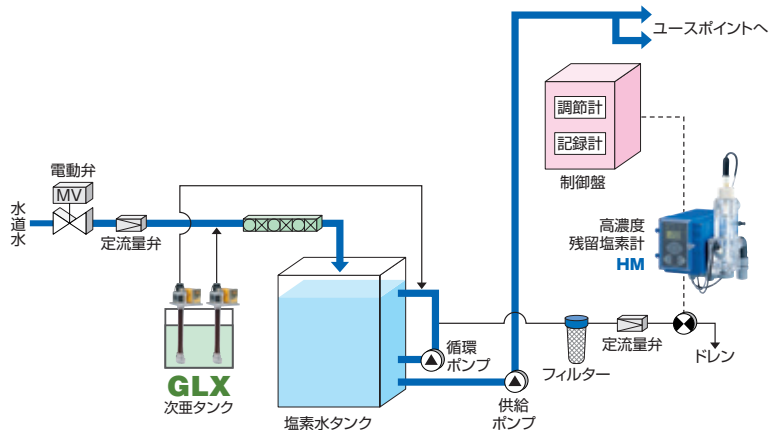 ユースポイントへ
調節計
記録計
制御盤
電動弁
MV
水道水
定流量弁
高濃度
残留塩素計
HM
GLX
次亜タンク
塩素水タンク
循環
ポンプ
供給
ポンプ
フィルター
定流量弁
ドレン